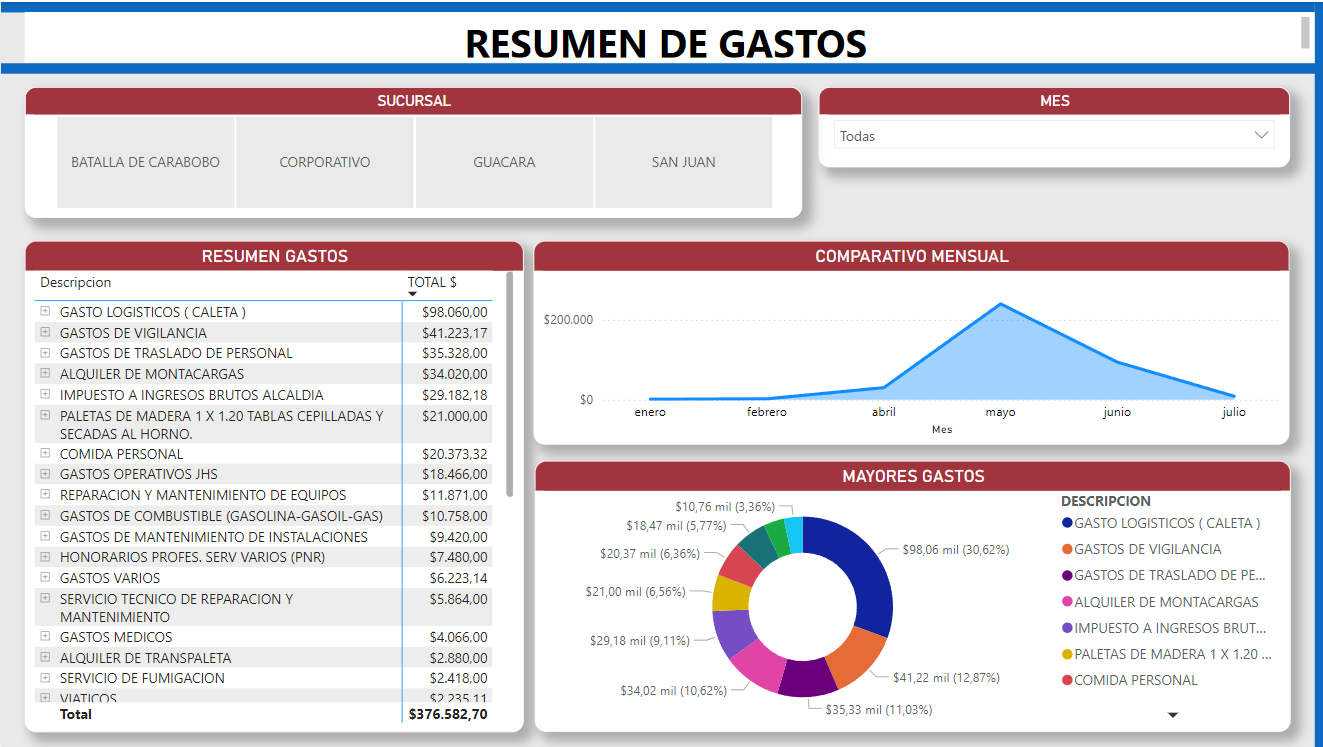 RESUMEN DE GASTOS
SUCURSAL
BATALLA DE CARABOBO
CORPORATIVO
GUACARA
SAN JUAN
MES
Todas
RESUMEN GASTOS
Descripcion TOTAL $
GASTO LOGISTICOS ( CALETA ) $98.060,00
GASTOS DE VIGILANCIA $41.223,17
GASTOS DE TRASLADO DE PERSONAL $35.328,00
ALQUILER DE MONTACARGAS $34.020,00
IMPUESTO A INGRESOS BRUTOS ALCALDIA $29.182,18
PALETAS DE MADERA 1 X 1.20 TABLAS CEPILLADAS Y $21.000,00
SECADAS AL HORNO.
COMIDA PERSONAL $20.373,32
GASTOS OPERATIVOS JHS $18.466,00
REPARACION Y MANTENIMIENTO DE EQUIPOS $11.871,00
GASTOS DE COMBUSTIBLE (GASOLINA-GASOIL-GAS) $10.758,00
GASTOS DE MANTENIMIENTO DE INSTALACIONES $9.420,00
HONORARIOS PROFES. SERV VARIOS (PNR) $7.480,00
GASTOS VARIOS $6.223,14
SERVICIO TECNICO DE REPARACION Y $5.864,00
MANTENIMIENTO
GASTOS MEDICOS $4.066,00
ALQUILER DE TRANSPALETA $2.880,00
SERVICIO DE FUMIGACION $2.418,00
VIATICOS $2.235,11
Total $376.582,70
COMPARATIVO MENSUAL
$200.000
$0
enero febrero abril mayo junio julio
Mes
MAYORES GASTOS
$10,76 mil (3,36%)
$18,47 mil (5,77%)
$20,37 mil (6,36%)
$21,00 mil (6,56%)
$29,18 mil (9,11%)
$34,02 mil (10,62%)
$98,06 mil (30,62%)
$41,22 mil (12,87%)
$35,33 mil (11,03%)
DESCRIPCION
GASTO LOGISTICOS ( CALETA )
GASTOS DE VIGILANCIA
GASTOS DE TRASLADO DE PE...
ALQUILER DE MONTACARGAS
IMPUESTO A INGRESOS BRUT...
PALETAS DE MADERA 1 X 1.20 ...
COMIDA PERSONAL